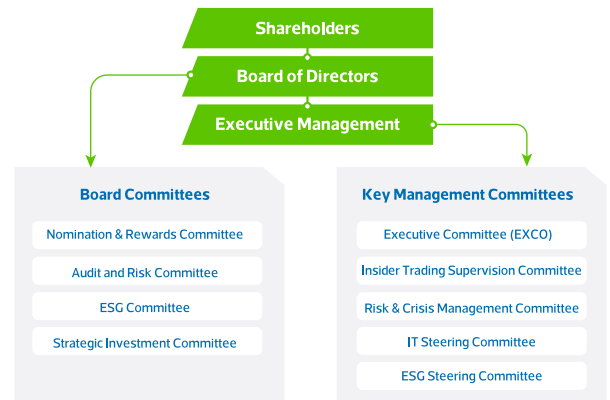 Shareholders
Board of Directors
Executive Management
Board Committees
Nomination & Rewards Committee
Audit and Risk Committee
ESG Committee
Strategic Investment Committee
Key Management Committees
Executive Committee (EXCO)
Insider Trading Supervision Committee
Risk & Crisis Management Committee
IT Steering Committee
ESG Steering Committee